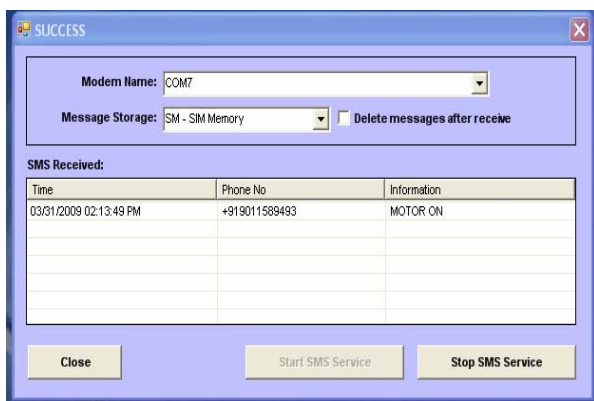 SUCCESS
Modem Name: COM7
Message Storage: SM - SIM Memory Delete messages after receive
SMS Received:
Time Phone No Information
03/31/2009 02:13:49 PM +919011589493 MOTOR ON
Close Start SMS Service Stop SMS Service